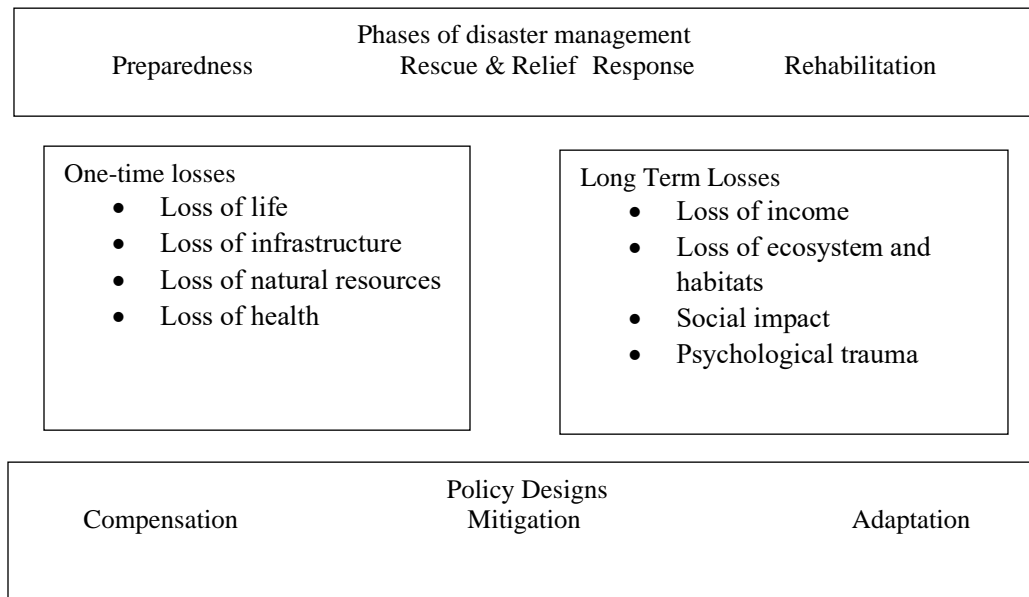 Phases of disaster management
Preparedness Rescue & Relief Response Rehabilitation
One-time losses
• Loss of life
• Loss of infrastructure
• Loss of natural resources
• Loss of health
Long Term Losses
• Loss of income
• Loss of ecosystem and
habitats
• Social impact
• Psychological trauma
Policy Designs
Compensation Mitigation Adaptation